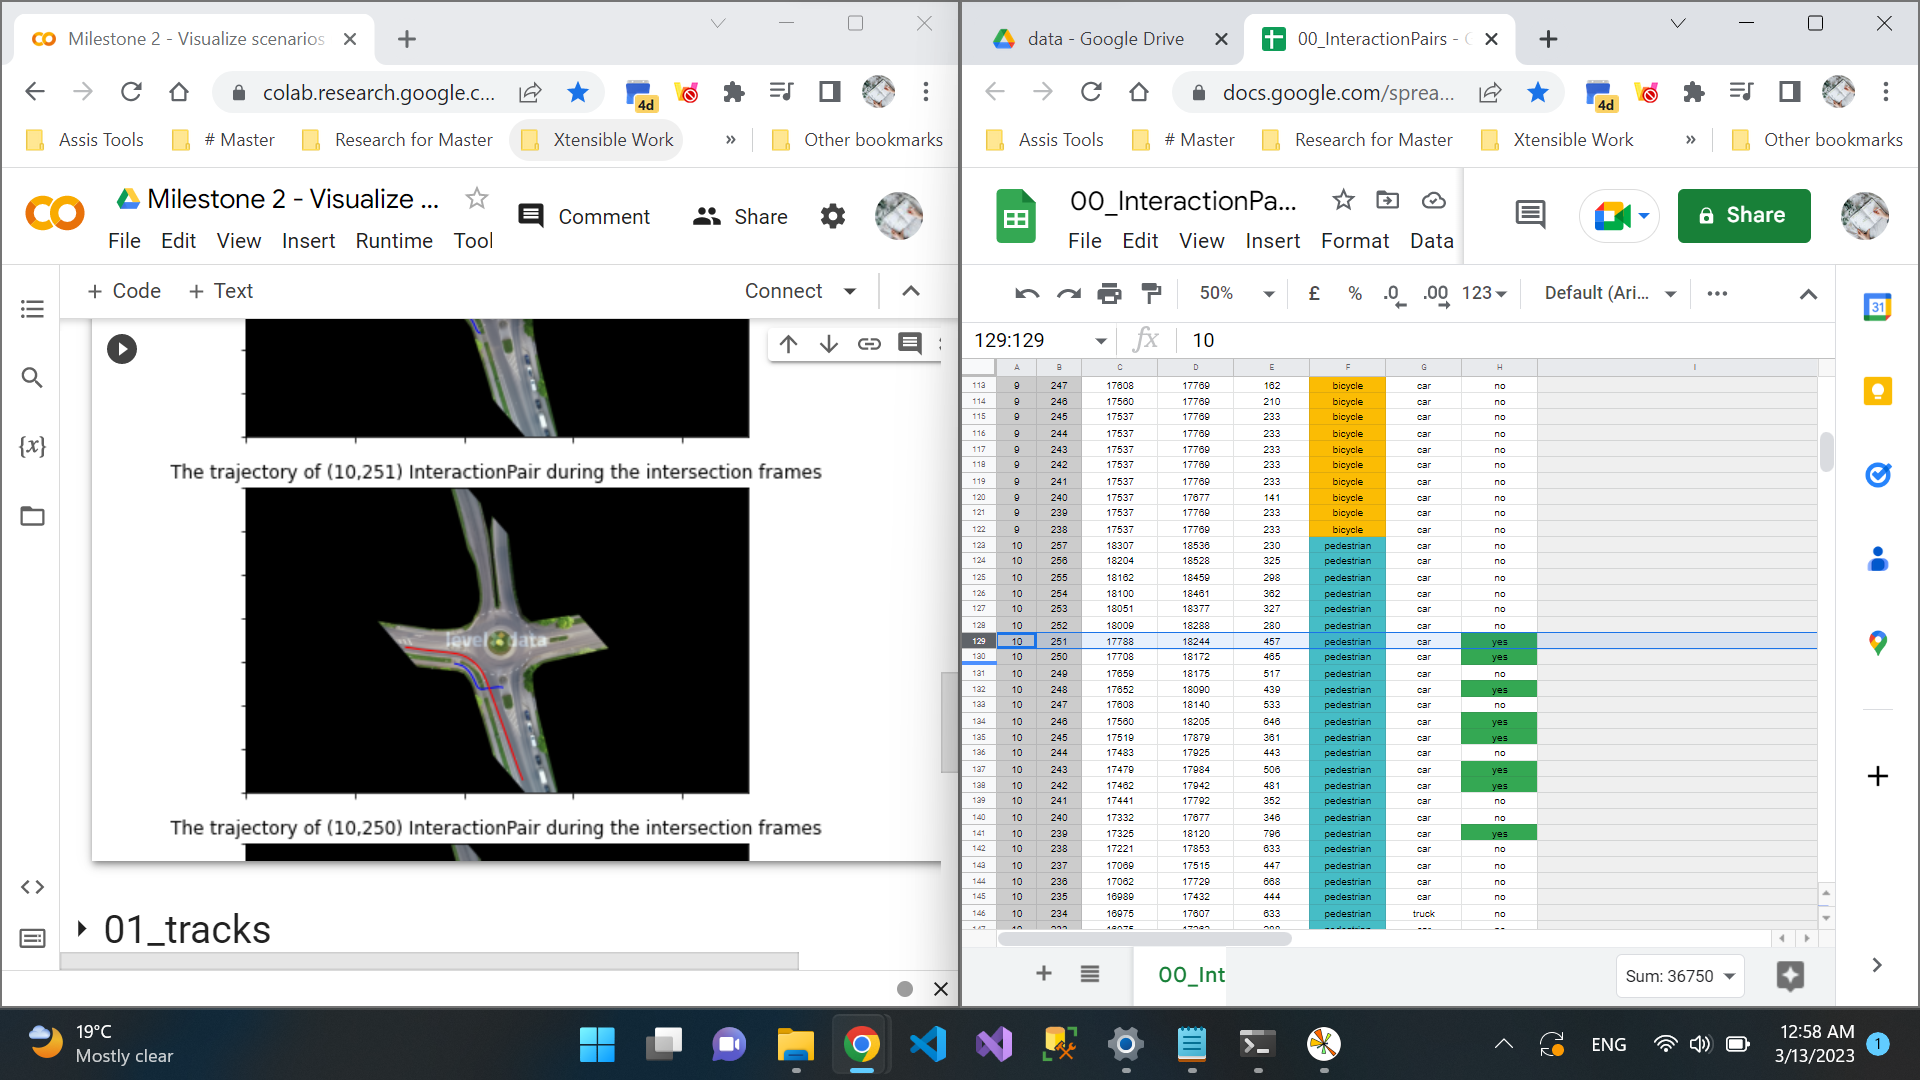 Milestone 2 - Visualize scenarios
colab.research.google.c...
4d
Assis Tools
# Master
Research for Master
Xtensible Work
»
Other bookmarks
Milestone 2 - Visualize ...
Comment
Share
File Edit View Insert Runtime Tool
+ Code + Text
Connect
The trajectory of (10,251) InteractionPair during the intersection frames
level data
The trajectory of (10,250) InteractionPair during the intersection frames
{x}
<>
01_tracks
data - Google Drive
00_InteractionPairs -
docs.google.com/sprea...
4d
Assis Tools
# Master
Research for Master
Xtensible Work
»
Other bookmarks
00_InteractionPa...
Share
File Edit View Insert Format Data
50%
£ % .0 .00 123
Default (Ari...
129:129
fx
10
31
A B C D E F G H I
113 9 247 17608 17769 162 bicycle car no
114 9 246 17560 17769 210 bicycle car no
115 9 245 17537 17769 233 bicycle car no
116 9 244 17537 17769 233 bicycle car no
117 9 243 17537 17769 233 bicycle car no
118 9 242 17537 17769 233 bicycle car no
119 9 241 17537 17769 233 bicycle car no
120 9 240 17537 17677 141 bicycle car no
121 9 239 17537 17769 233 bicycle car no
122 9 238 17537 17769 233 bicycle car no
123 10 257 18307 18536 230 pedestrian car no
124 10 256 18204 18528 325 pedestrian car no
125 10 255 18162 18459 298 pedestrian car no
126 10 254 18100 18461 362 pedestrian car no
127 10 253 18051 18377 327 pedestrian car no
128 10 252 18009 18288 280 pedestrian car no
129 10 251 17788 18244 457 pedestrian car yes
130 10 250 17708 18172 465 pedestrian car yes
131 10 249 17659 18175 517 pedestrian car no
132 10 248 17652 18090 439 pedestrian car yes
133 10 247 17608 18140 533 pedestrian car no
134 10 246 17560 18205 646 pedestrian car yes
135 10 245 17519 17879 361 pedestrian car yes
136 10 244 17483 17925 443 pedestrian car no
137 10 243 17479 17984 506 pedestrian car yes
138 10 242 17462 17942 481 pedestrian car yes
139 10 241 17441 17792 352 pedestrian car no
140 10 240 17332 17677 346 pedestrian car no
141 10 239 17325 18120 796 pedestrian car yes
142 10 238 17221 17853 633 pedestrian car no
143 10 237 17069 17515 447 pedestrian car no
144 10 236 17062 17729 668 pedestrian car no
145 10 235 16989 17432 444 pedestrian car no
146 10 234 16975 17607 633 pedestrian truck no
00_Int
Sum: 36750
19°C
Mostly clear
ENG
12:58 AM
3/13/2023
1